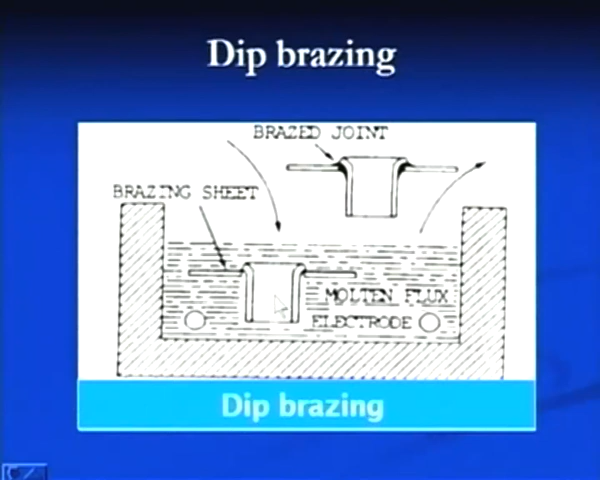 Dip brazing
BRAZED JOINT
BRAZING SHEET
MOLTEN FLUX
ELECTRODE
Dip brazing